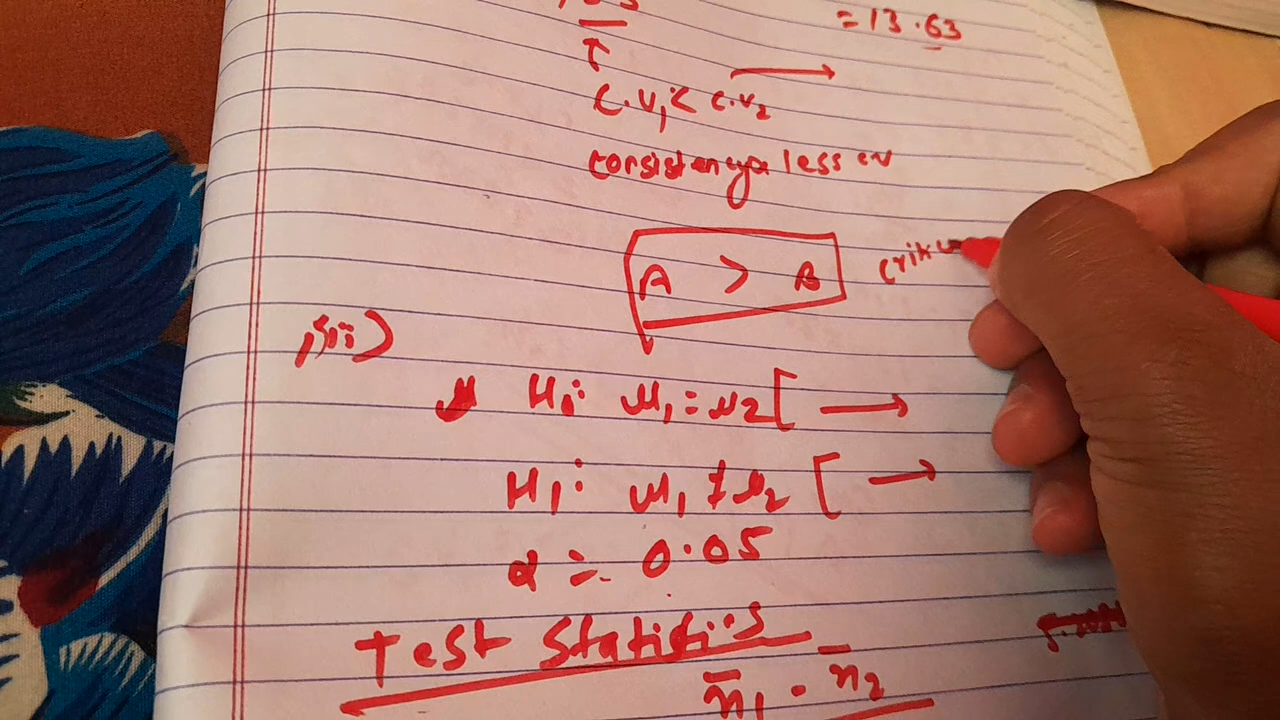 = 13.63
C.V₁ < C.V₂
consistency less cv
A > B
H₀: μ₁ = μ₂ [ →
H₁: μ₁ ≠ μ₂ [ →
α = 0.05
Test Statistics
x̄₁ - x̄₂